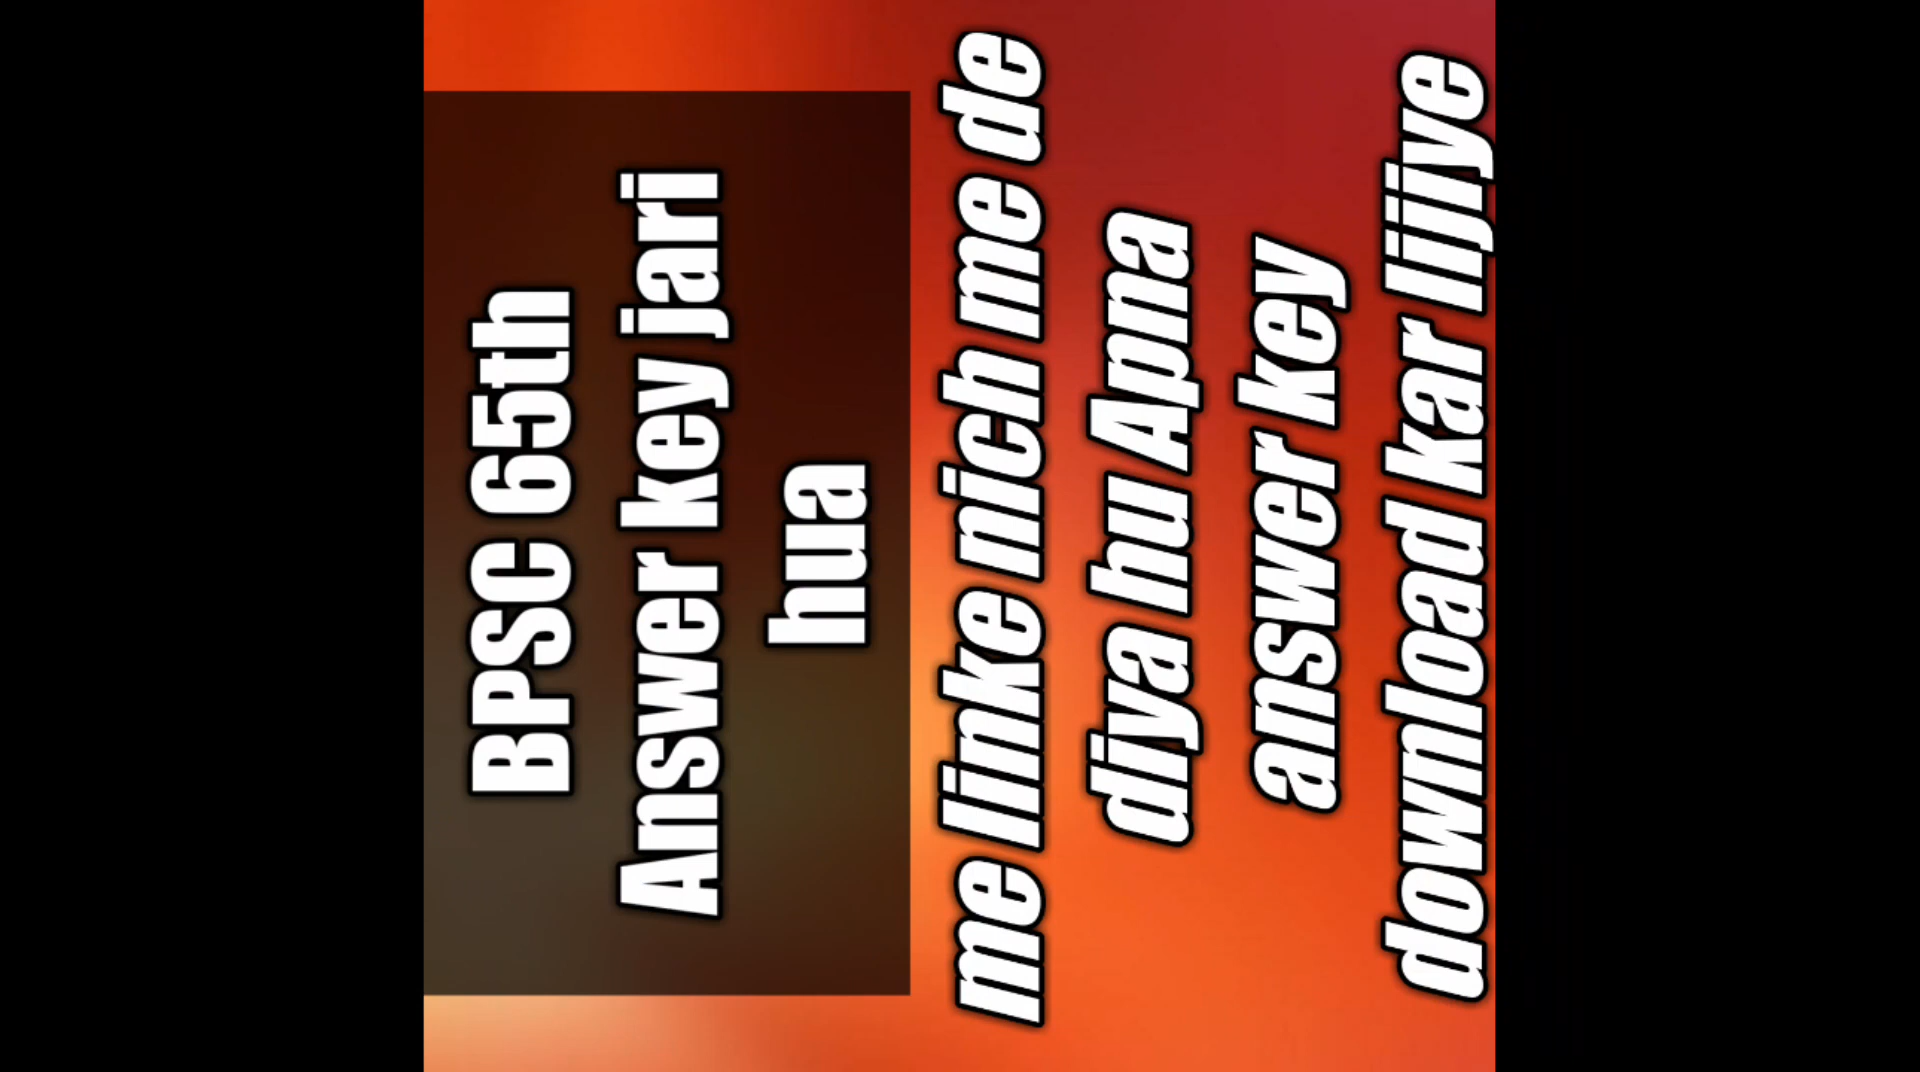 BPSC 65th
Answer key jari
hua
me linke nich me de
diya hu Apna
answer key
download kar lijiye